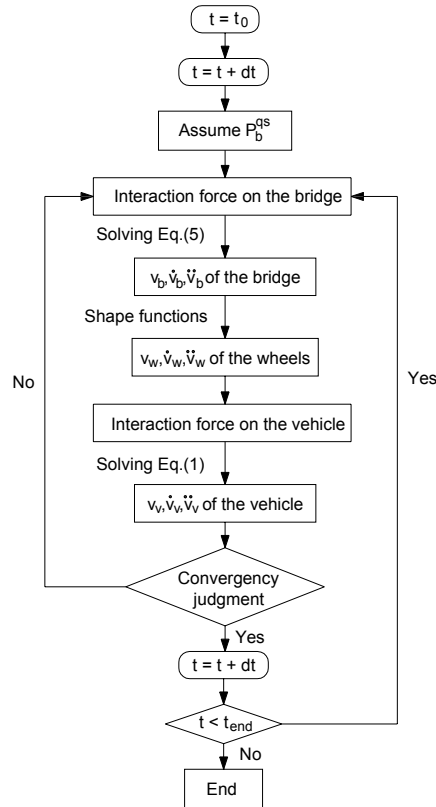 t = t₀
t = t + dt
Assume P_b^qs
Interaction force on the bridge
Solving Eq.(5)
v_b,v̇_b,v̈_b of the bridge
Shape functions
v_w,v̇_w,v̈_w of the wheels
No
Yes
Interaction force on the vehicle
Solving Eq.(1)
v_v,v̇_v,v̈_v of the vehicle
Convergency
judgment
Yes
t = t + dt
t < t_end
No
End